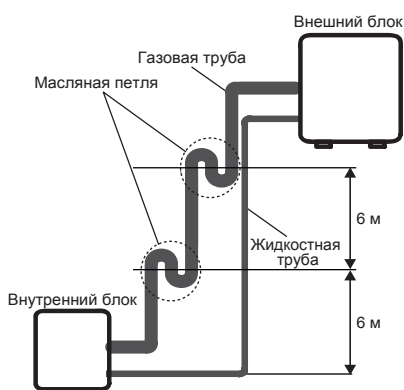 Внешний блок
Газовая труба
Масляная петля
6 м
Жидкостная
труба
Внутренний блок
6 м